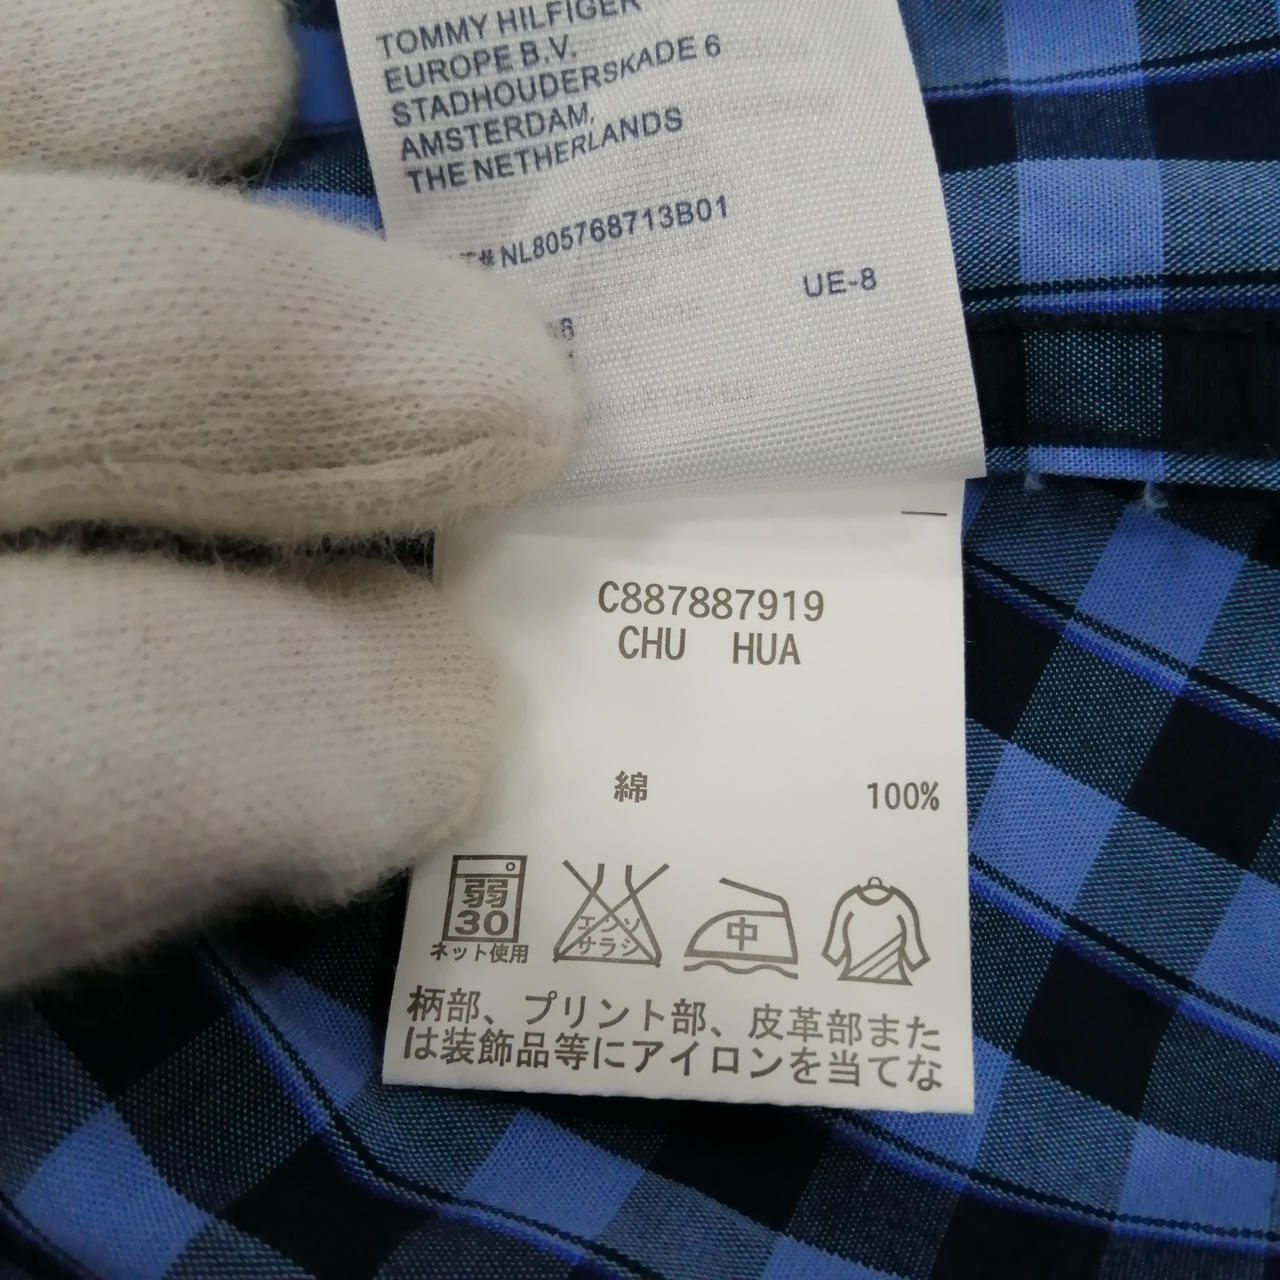 TOMMY HILFIGER
EUROPE B.V.
STADHOUDERSKADE 6
AMSTERDAM,
THE NETHERLANDS
# NL805768713B01
UE-8
6
C887887919
CHU HUA
綿 100%
弱
30
ネット使用
エンソ
サラシ
中
柄部、プリント部、皮革部また
は装飾品等にアイロンを当てな